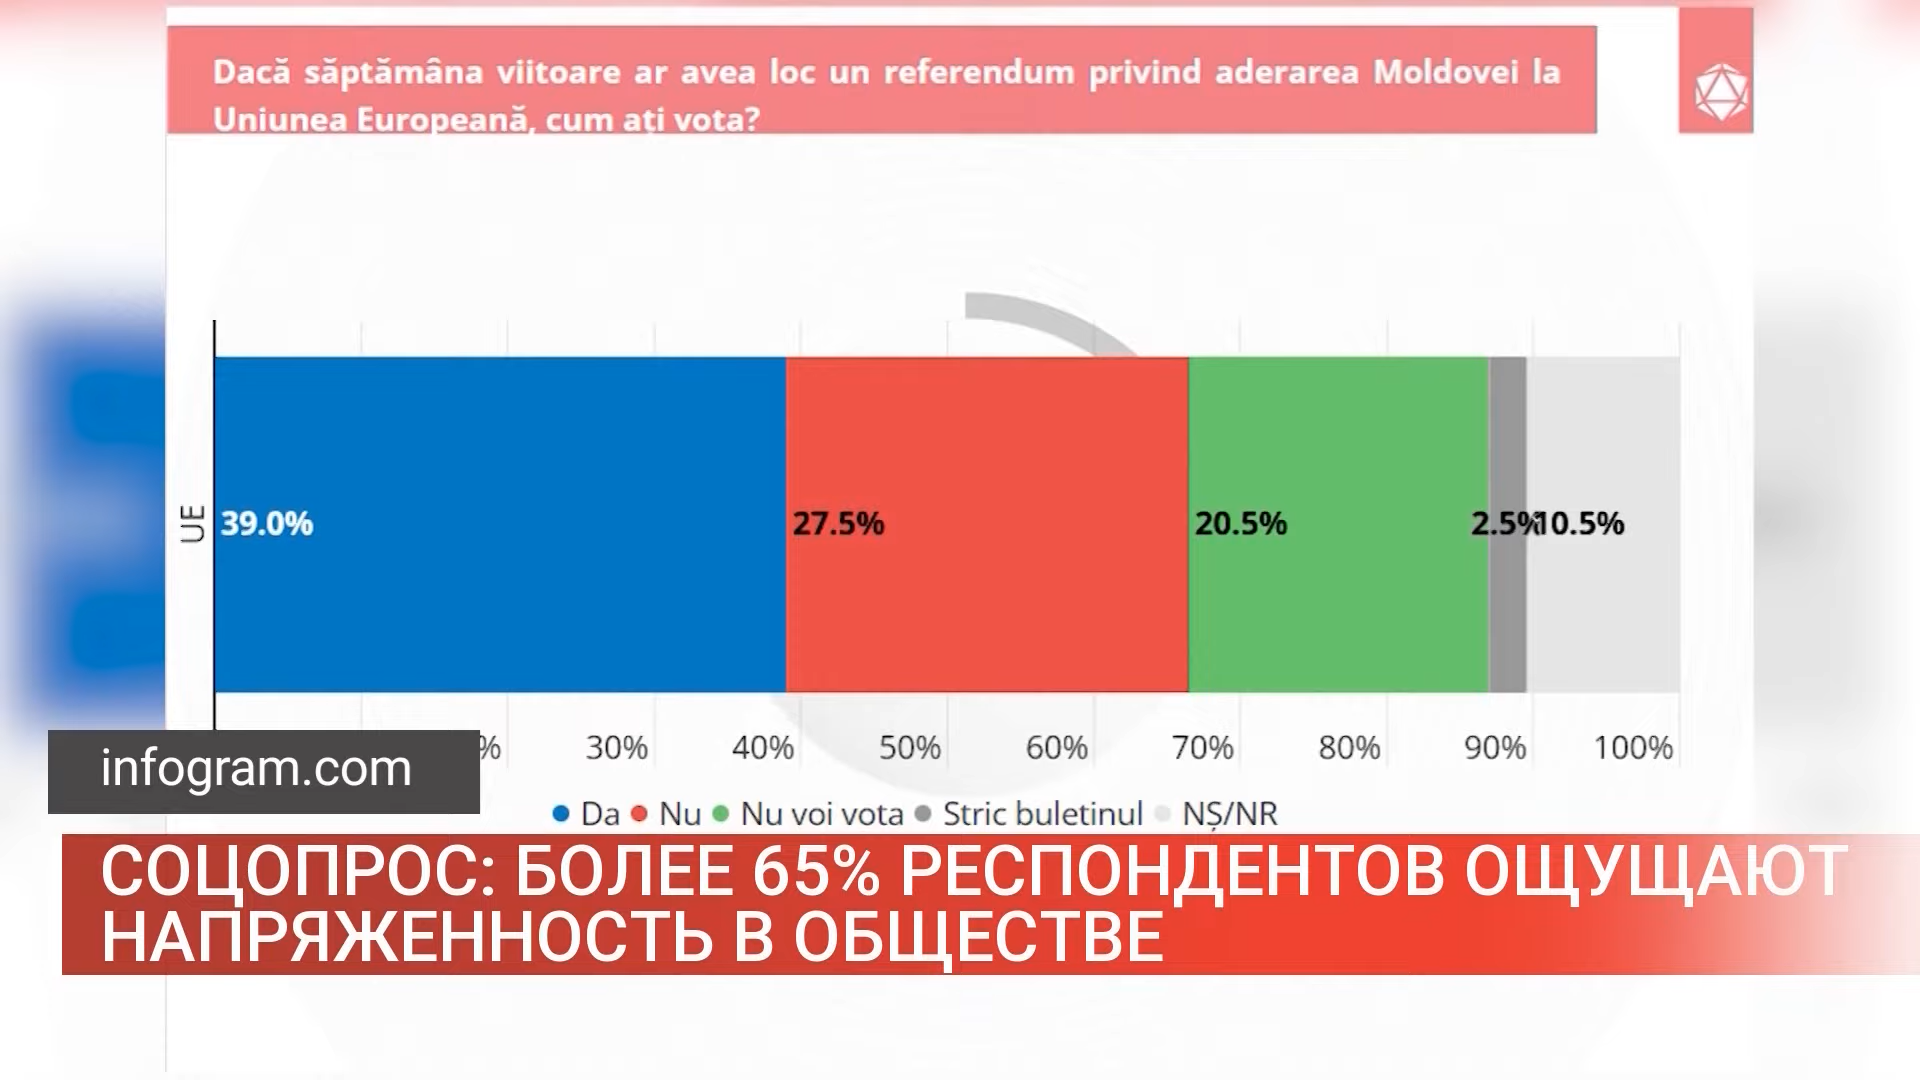 Dacă săptămâna viitoare ar avea loc un referendum privind aderarea Moldovei la
Uniunea Europeană, cum ați vota?
UE
39.0%
27.5%
20.5%
2.5%
10.5%
% 30% 40% 50% 60% 70% 80% 90% 100%
infogram.com
Da Nu Nu voi vota Stric buletinul NȘ/NR
СОЦОПРОС: БОЛЕЕ 65% РЕСПОНДЕНТОВ ОЩУЩАЮТ
НАПРЯЖЕННОСТЬ В ОБЩЕСТВЕ